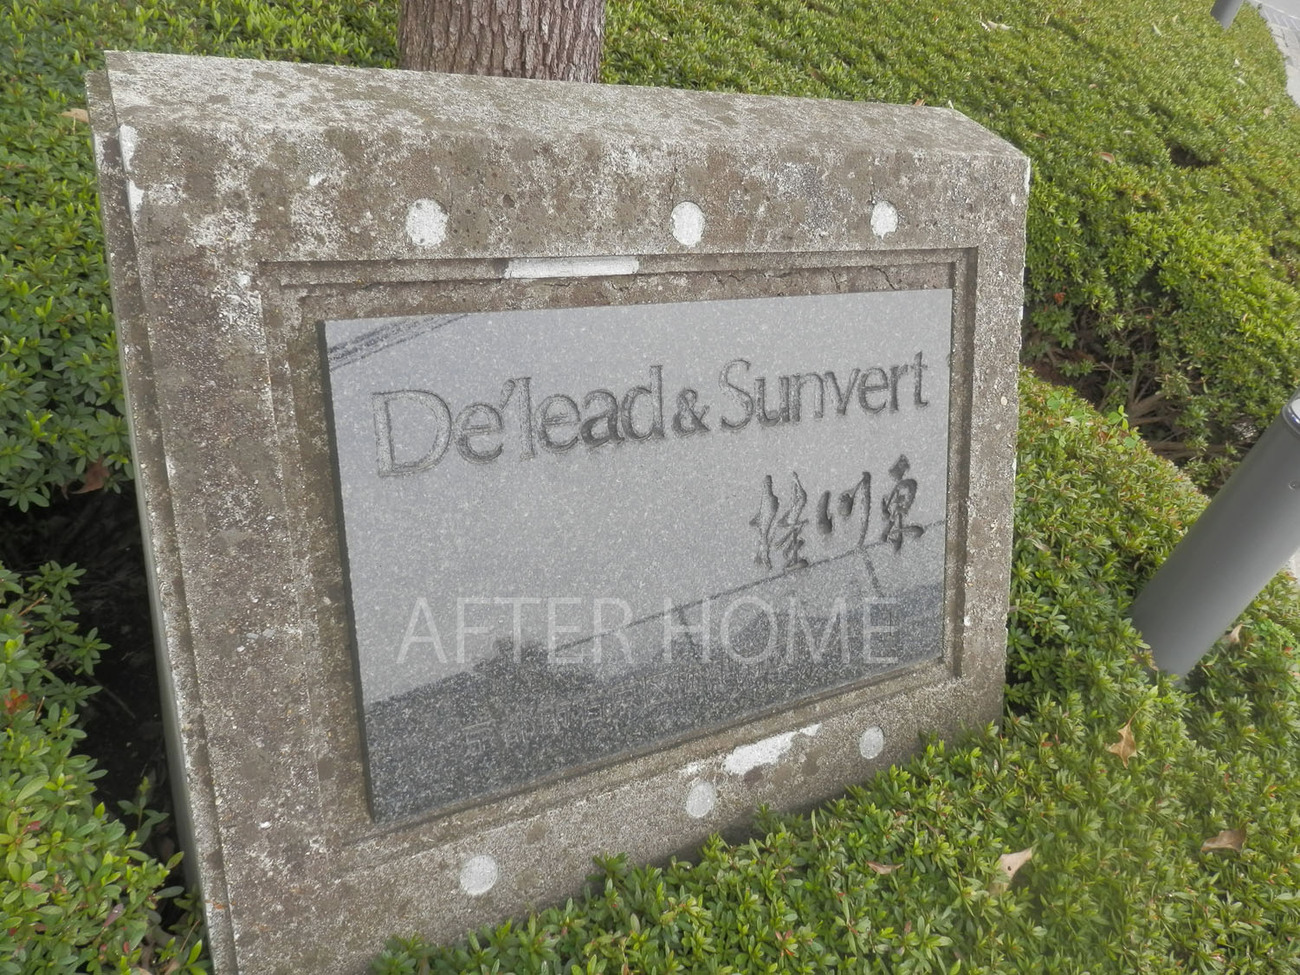 De'lead & Sunvert
桂川東
AFTER HOME